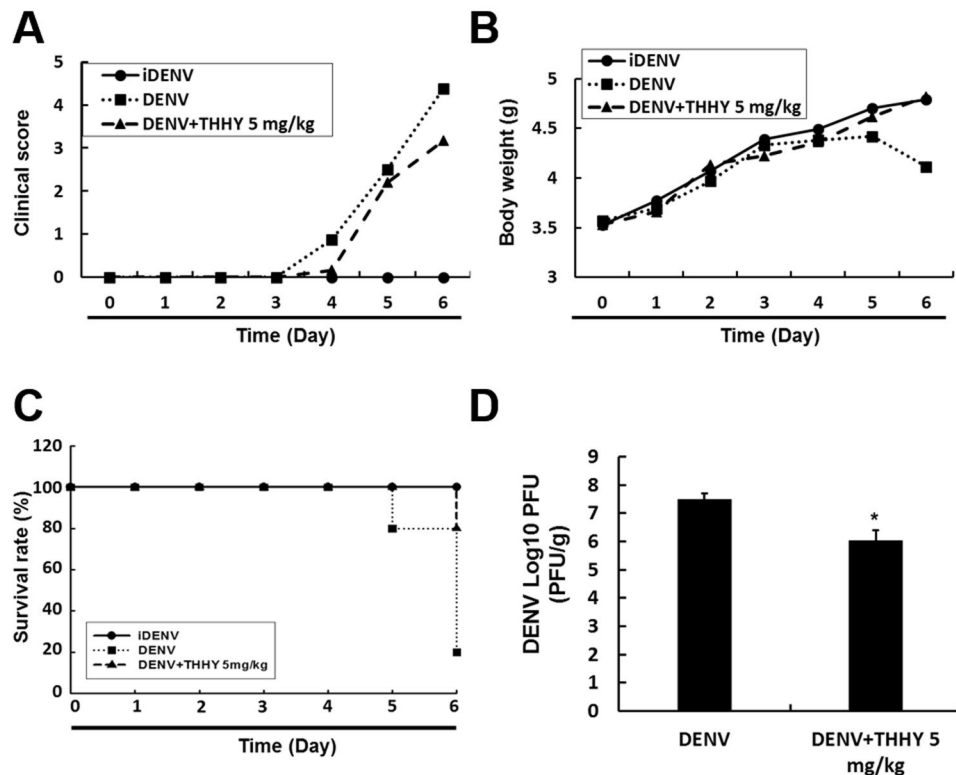 A
Clinical score
5
4
3
2
1
0
iDENV
DENV
DENV+THHY 5 mg/kg
0 1 2 3 4 5 6
Time (Day)
B
Body weight (g)
5
4.5
4
3.5
3
iDENV
DENV
DENV+THHY 5 mg/kg
0 1 2 3 4 5 6
Time (Day)
C
Survival rate (%)
120
100
80
60
40
20
0
iDENV
DENV
DENV+THHY 5mg/kg
0 1 2 3 4 5 6
Time (Day)
D
DENV Log10 PFU
(PFU/g)
9
8
7
6
5
4
3
2
1
0
*
DENV
DENV+THHY 5
mg/kg